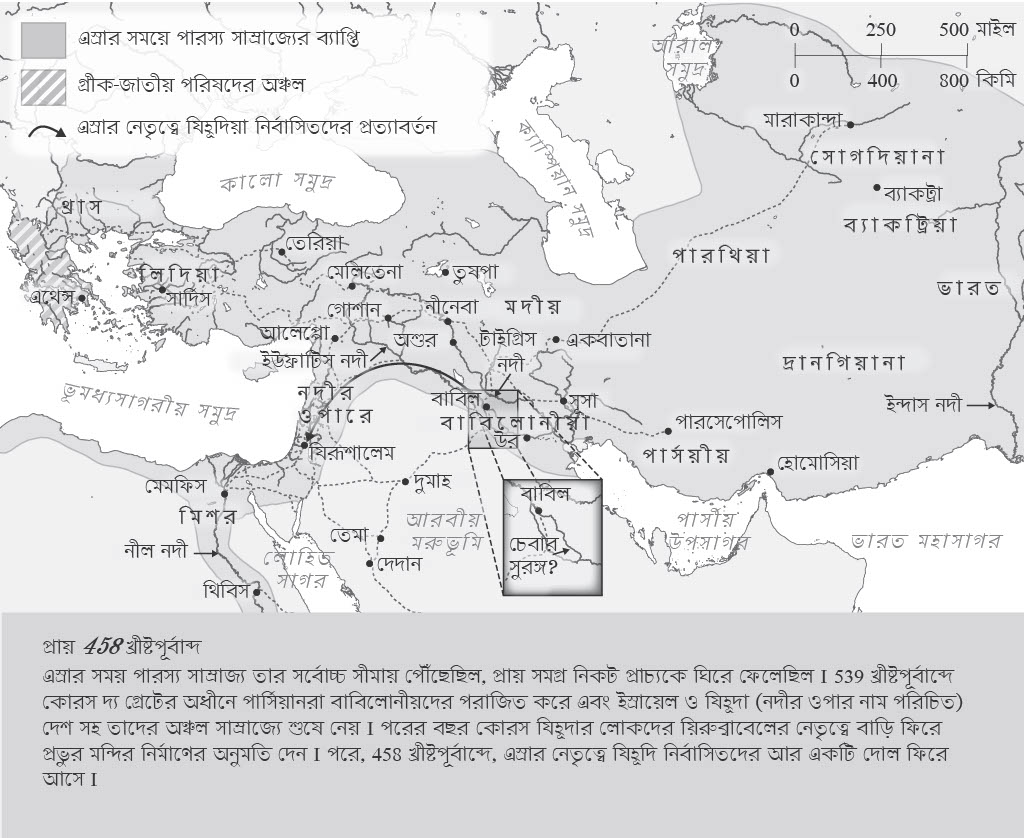 এস্রার সময়ে পারস্য সাম্রাজ্যের ব্যাপ্তি
গ্রীক-জাতীয় পরিষদের অঞ্চল
এস্রার নেতৃত্বে যিহূদিয়া নির্বাসিতদের প্রত্যাবর্তন
0 250 500 মাইল
0 400 800 কিমি
আরাল
সমুদ্র
মারাকান্দা
সোগদিয়ানা
ব্যাকট্রা
ব্যাকট্রিয়া
ক্যাস্পিয়ান সমুদ্র
কালো সমুদ্র
থ্রাস
তেরিয়া
পারথিয়া
লিদিয়া
সার্দিস
এথেন্স
মেলিতেনা
তুষপা
ভারত
গোশান
নীনেবা
মদীয়
আলেপ্পো
অশুর
টাইগ্রিস
নদী
একবাতানা
ইউফ্রাটিস নদী
দ্রানগিয়ানা
ভূমধ্যসাগরীয় সমুদ্র
নদীর
ওপারে
বাবিল
সুসা
ইন্দাস নদী
বাবিলোনীয়া
উর
পারসেপোলিস
যিরূশালেম
পার্সয়ীয়
হোমোসিয়া
মেমফিস
দুমাহ
মিশর
বাবিল
আরবীয়
মরুভূমি
পার্সীয়
উপসাগর
তেমা
চেবার
সুরঙ্গ?
ভারত মহাসাগর
নীল নদী
লোহিত
সাগর
দেদান
থিবিস
প্রায় 458 খ্রীষ্টপূর্বাব্দ
এস্রার সময় পারস্য সাম্রাজ্য তার সর্বোচ্চ সীমায় পৌঁছেছিল, প্রায় সমগ্র নিকট প্রাচ্যকে ঘিরে ফেলেছিল I 539 খ্রীষ্টপূর্বাব্দে
কোরস দ্য গ্রেটের অধীনে পার্সিয়ানরা বাবিলোনীয়দের পরাজিত করে এবং ইস্রায়েল ও যিহূদা (নদীর ওপার নাম পরিচিত)
দেশ সহ তাদের অঞ্চল সাম্রাজ্যে শুষে নেয় I পরের বছর কোরস যিহূদার লোকদের য়িরুব্বাবেলের নেতৃত্বে বাড়ি ফিরে
প্রভুর মন্দির নির্মাণের অনুমতি দেন I পরে, 458 খ্রীষ্টপূর্বাব্দে, এস্রার নেতৃত্বে যিহূদি নির্বাসিতদের আর একটি দোল ফিরে
আসে I